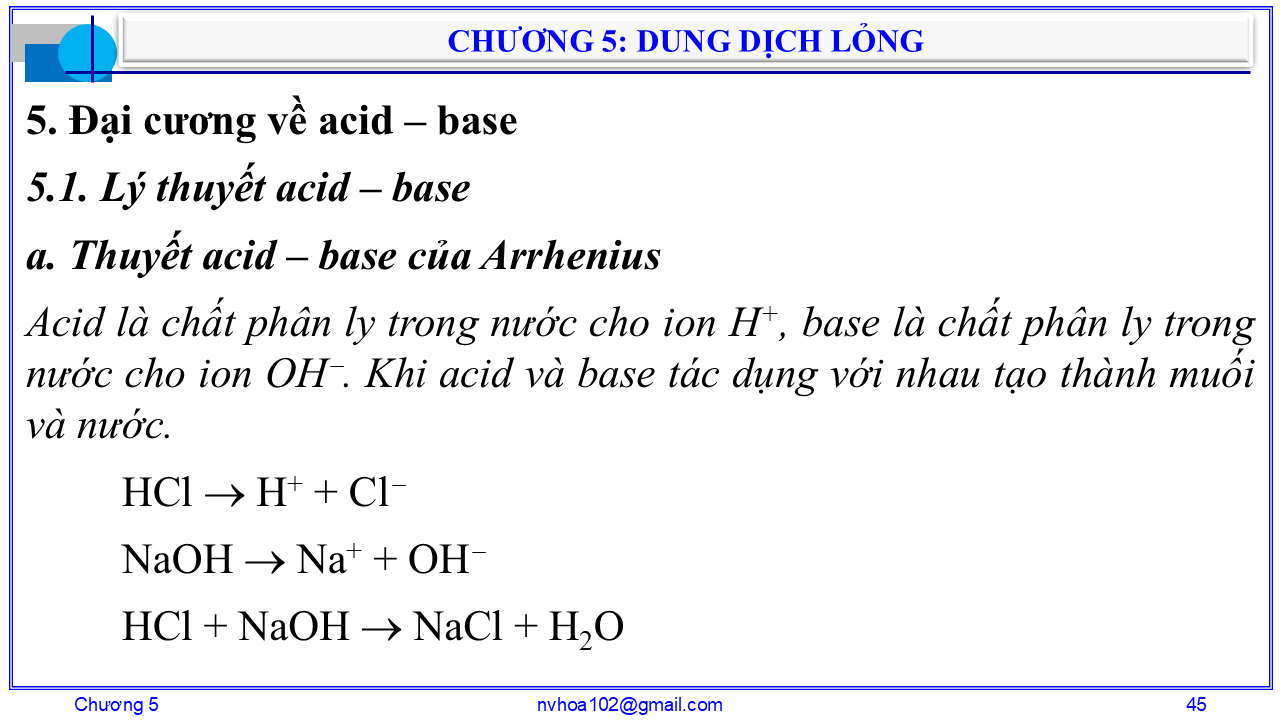 CHƯƠNG 5: DUNG DỊCH LỎNG
5. Đại cương về acid – base
5.1. Lý thuyết acid – base
a. Thuyết acid – base của Arrhenius
Acid là chất phân ly trong nước cho ion H⁺, base là chất phân ly trong
nước cho ion OH⁻. Khi acid và base tác dụng với nhau tạo thành muối
và nước.
HCl → H⁺ + Cl⁻
NaOH → Na⁺ + OH⁻
HCl + NaOH → NaCl + H₂O
Chương 5
nvhoa102@gmail.com
45